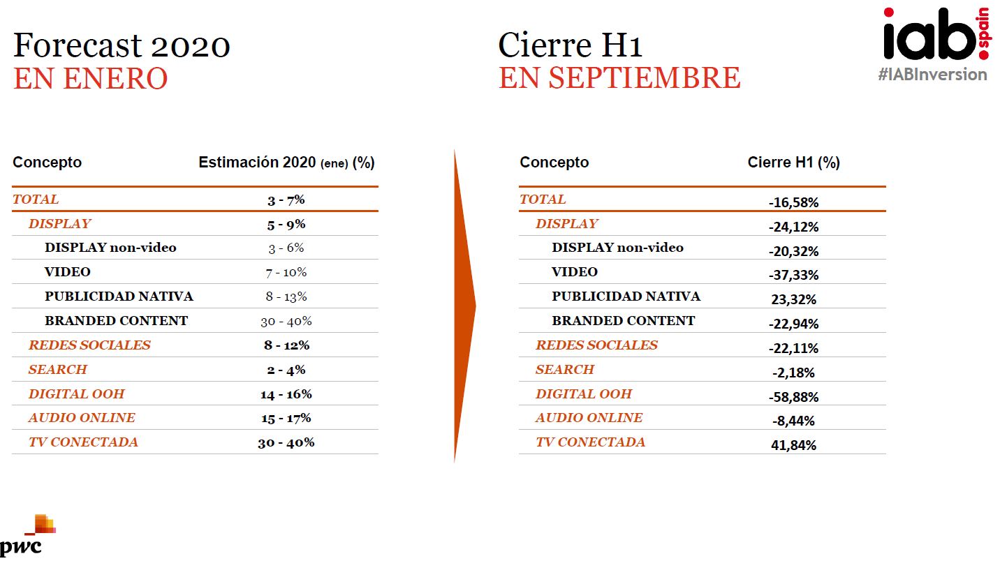 Forecast 2020
EN ENERO
Cierre H1
EN SEPTIEMBRE
iab.spain
#IABInversion
Concepto Estimación 2020 (ene) (%)
TOTAL 3 - 7%
DISPLAY 5 - 9%
DISPLAY non-video 3 - 6%
VIDEO 7 - 10%
PUBLICIDAD NATIVA 8 - 13%
BRANDED CONTENT 30 - 40%
REDES SOCIALES 8 - 12%
SEARCH 2 - 4%
DIGITAL OOH 14 - 16%
AUDIO ONLINE 15 - 17%
TV CONECTADA 30 - 40%
Concepto Cierre H1 (%)
TOTAL -16,58%
DISPLAY -24,12%
DISPLAY non-video -20,32%
VIDEO -37,33%
PUBLICIDAD NATIVA 23,32%
BRANDED CONTENT -22,94%
REDES SOCIALES -22,11%
SEARCH -2,18%
DIGITAL OOH -58,88%
AUDIO ONLINE -8,44%
TV CONECTADA 41,84%
pwc